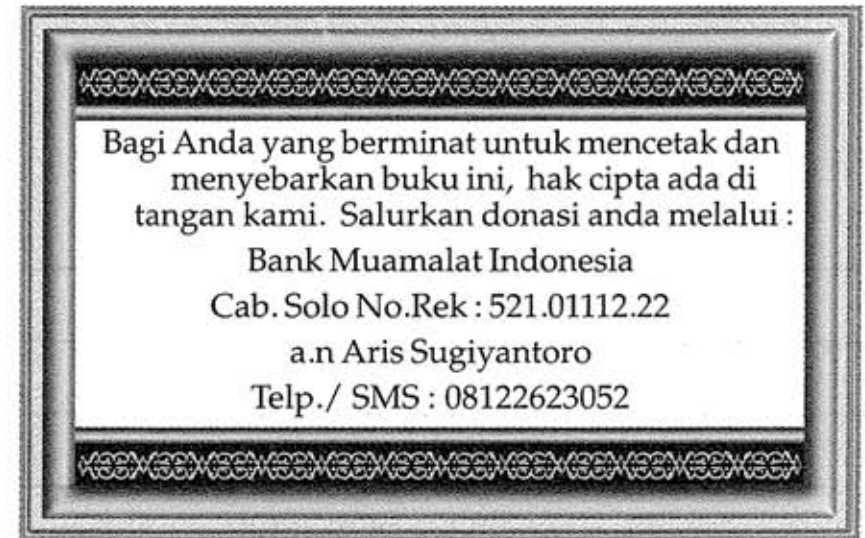 Bagi Anda yang berminat untuk mencetak dan
menyebarkan buku ini, hak cipta ada di
tangan kami. Salurkan donasi anda melalui :
Bank Muamalat Indonesia
Cab. Solo No.Rek : 521.01112.22
a.n Aris Sugiyantoro
Telp./ SMS : 08122623052